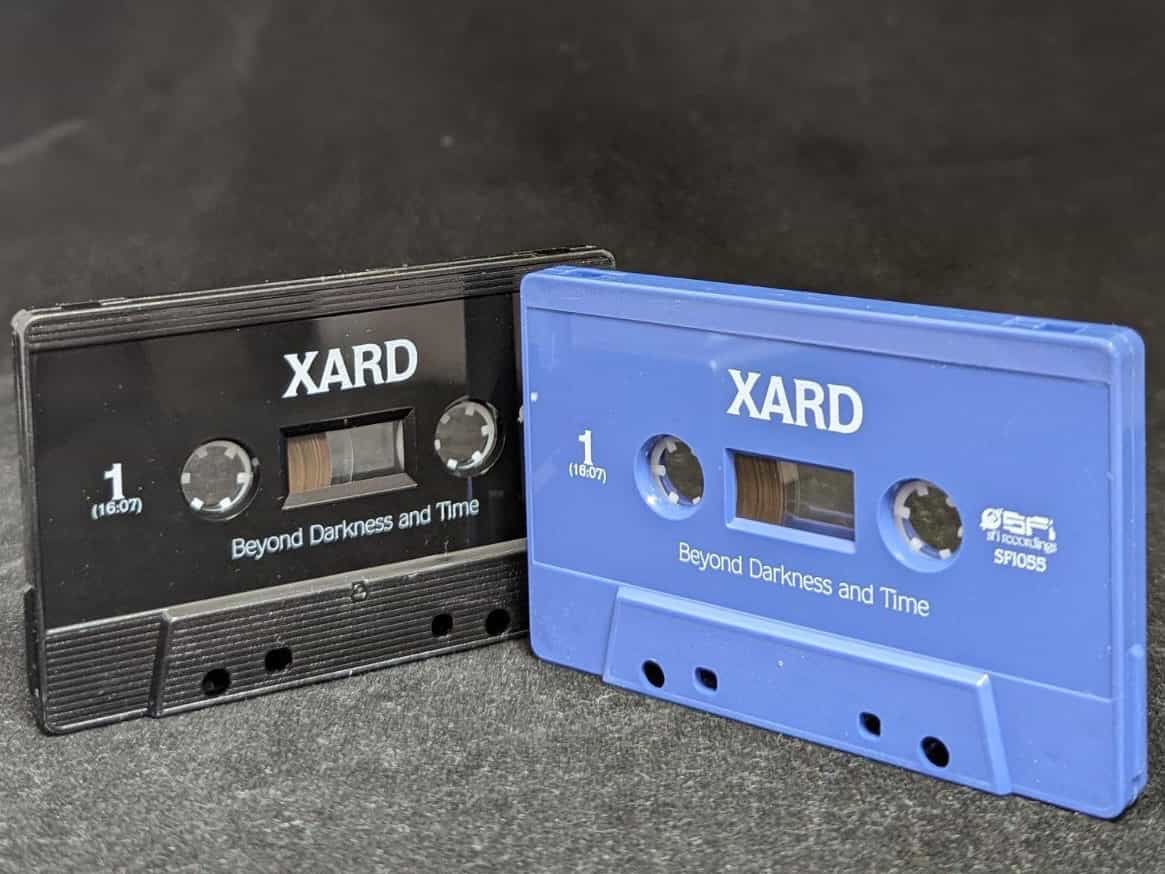 XARD
1
(16:07)
Beyond Darkness and Time
XARD
1
(16:07)
SFI
sfi recordings
SFI055
Beyond Darkness and Time